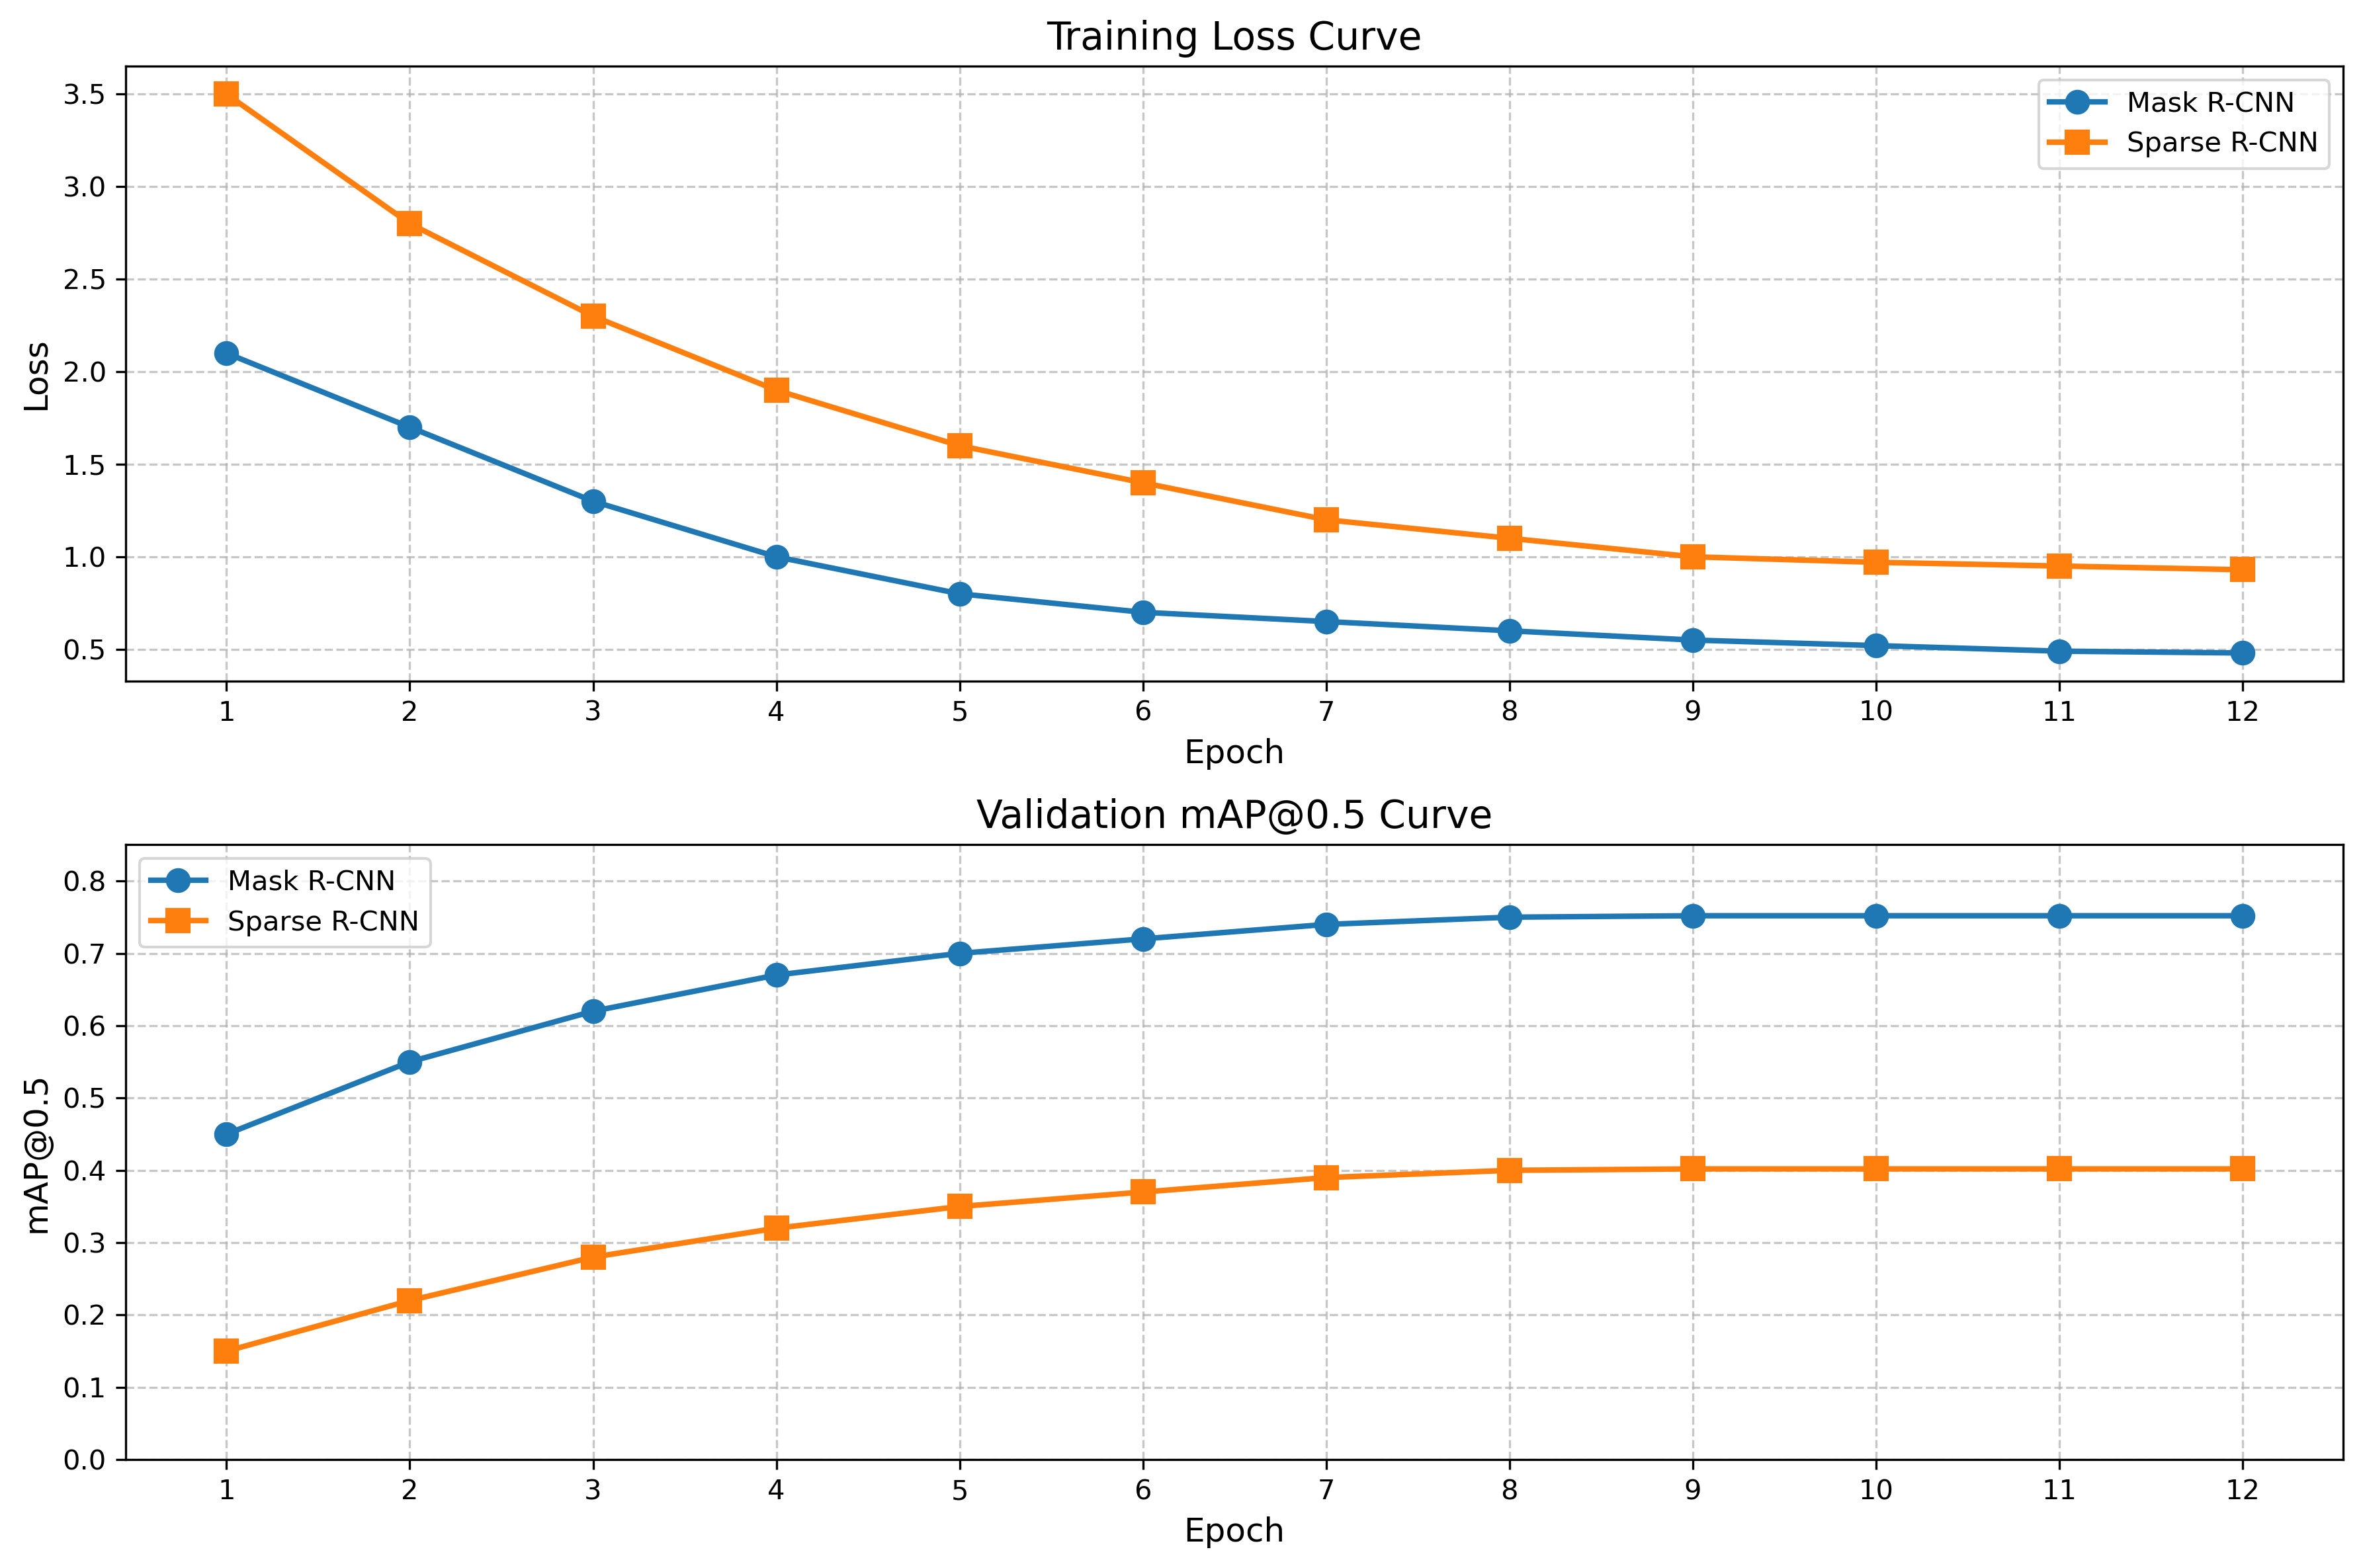 Training Loss Curve
Loss
3.5
3.0
2.5
2.0
1.5
1.0
0.5
Mask R-CNN
Sparse R-CNN
1 2 3 4 5 6 7 8 9 10 11 12
Epoch
Validation mAP@0.5 Curve
mAP@0.5
0.8
0.7
0.6
0.5
0.4
0.3
0.2
0.1
0.0
Mask R-CNN
Sparse R-CNN
1 2 3 4 5 6 7 8 9 10 11 12
Epoch